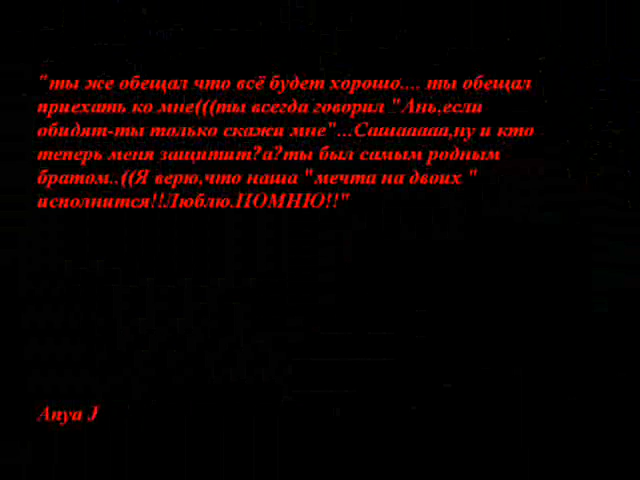 "ты же обещал что всё будет хорошо.... ты обещал
приехать ко мне(((ты всегда говорил "Ань,если
обидят-ты только скажи мне"...Сашааааа,ну и кто
теперь меня защитит?а?ты был самым родным
братом..((Я верю,что наша "мечта на двоих "
исполнится!!Люблю.ПОМНЮ!!"
Anya J